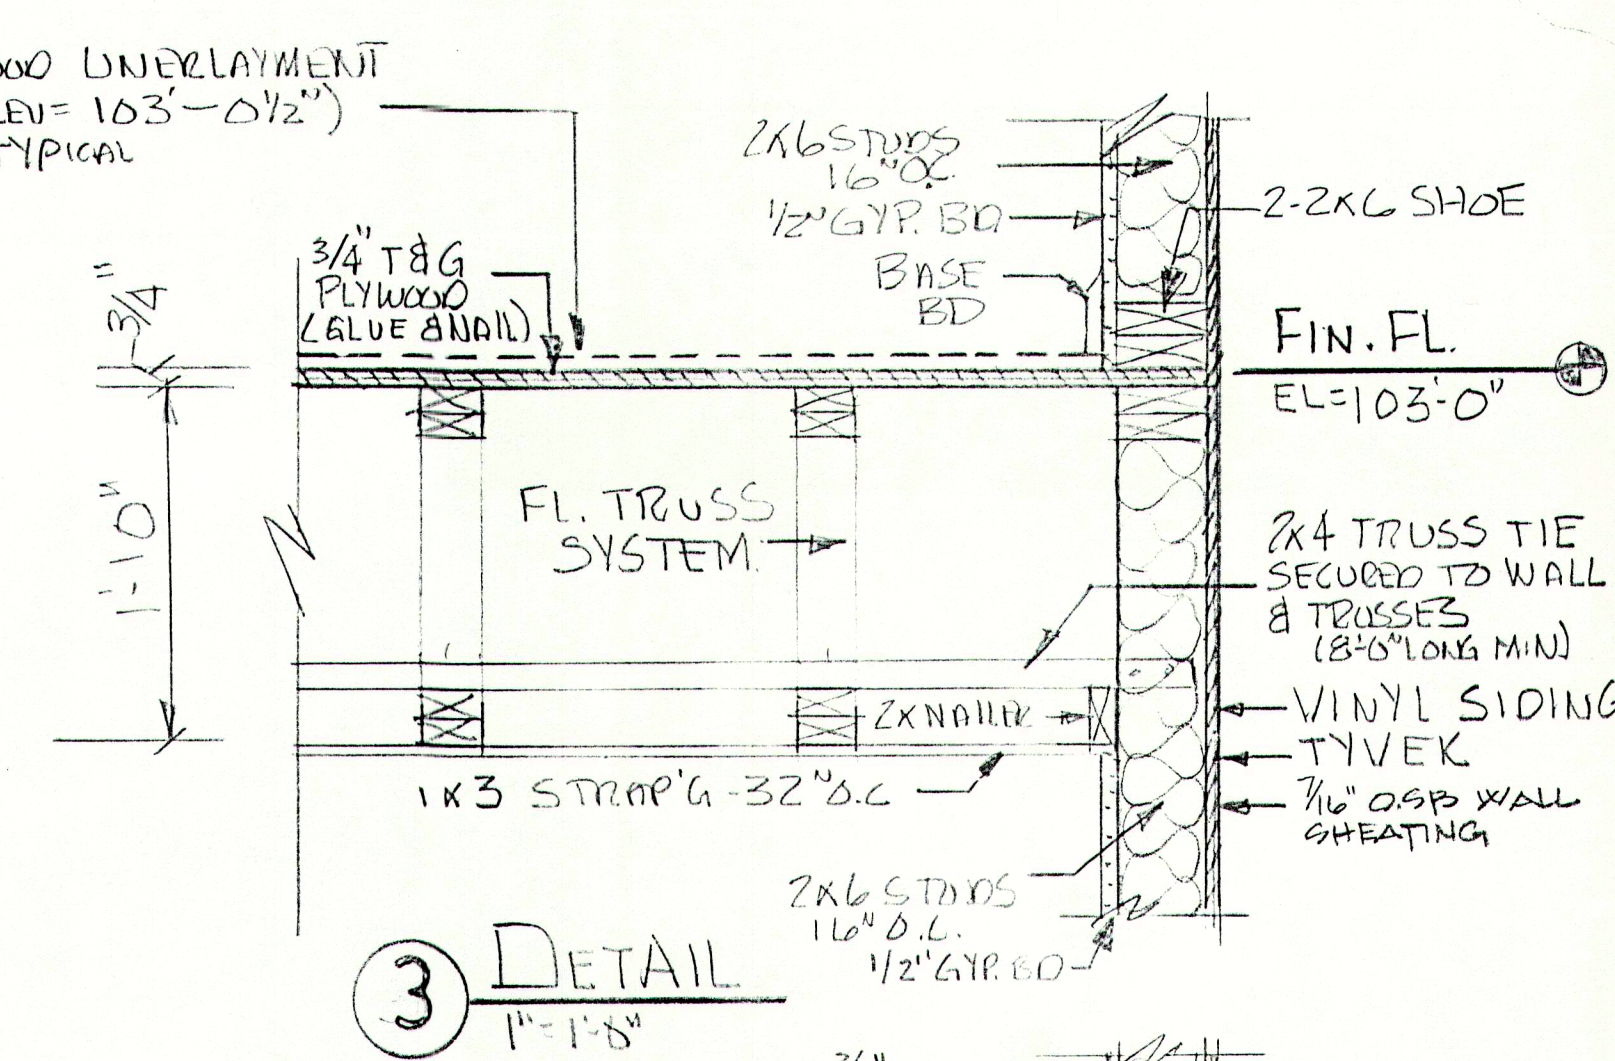 UNERLAYMENT
103'-0 1/2")
2X6 STUDS
16" O.C.
1/2" GYP. BD
BASE
BD
2-2X6 SHOE
3/4" T&G
PLYWOOD
(GLUE & NAIL)
3/4"
FIN. FL.
EL=103'-0"
1'-10"
FL. TRUSS
SYSTEM
2X4 TRUSS TIE
SECURED TO WALL
& TRUSSES
(8'-0" LONG MIN)
2X NAILER
VINYL SIDING
TYVEK
7/16" O.S.B WALL
SHEATING
1X3 STRAP'G - 32" O.C
2X6 STUDS
16" O.C.
1/2" GYP. BD
3 DETAIL
1"=1'-0"